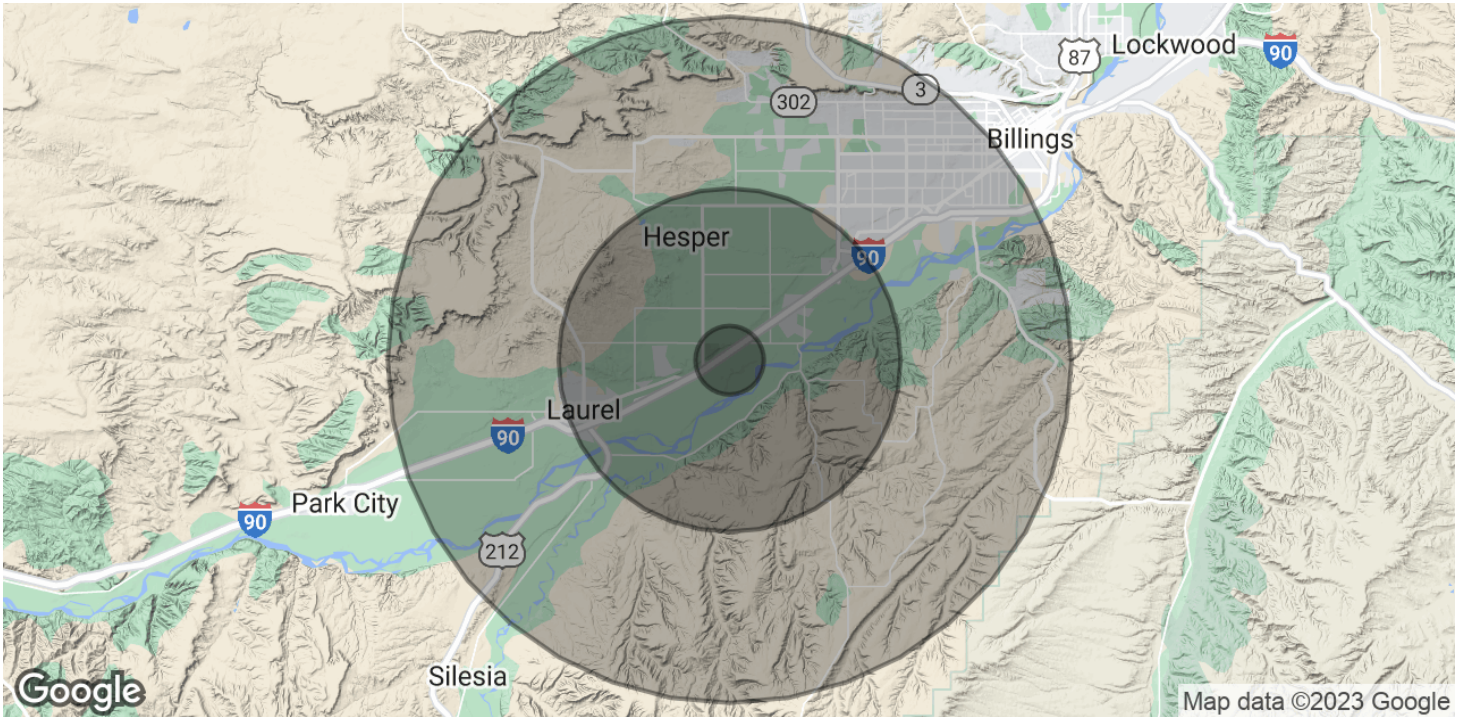 Lockwood
87
90
3
302
Billings
Hesper
90
Laurel
90
Park City
90
212
Silesia
Google
Map data ©2023 Google